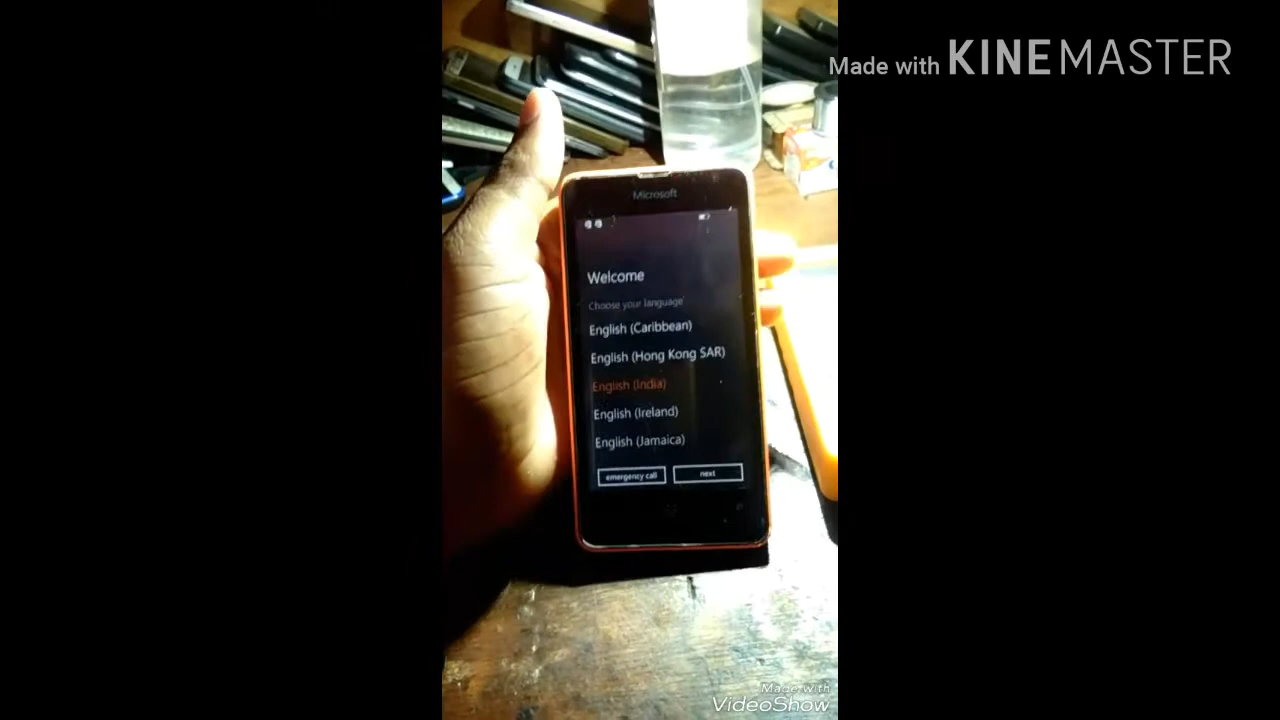 Made with KINEMASTER
Microsoft
Welcome
Choose your language
English (Caribbean)
English (Hong Kong SAR)
English (India)
English (Ireland)
English (Jamaica)
emergency call
next
Made with
VideoShow